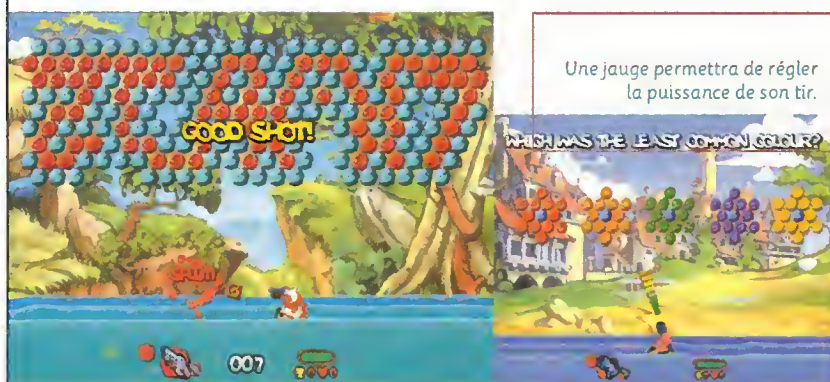 Une jauge permettra de régler
la puissance de son tir.
GOOD SHOT!
WHICH WAS THE LEAST COMMON COLOUR?
SPLUT!
007